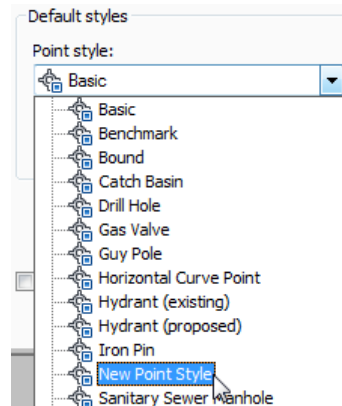 Default styles
Point style:
Basic
Basic
Benchmark
Bound
Catch Basin
Drill Hole
Gas Valve
Guy Pole
Horizontal Curve Point
Hydrant (existing)
Hydrant (proposed)
Iron Pin
New Point Style
Sanitary Sewer Manhole